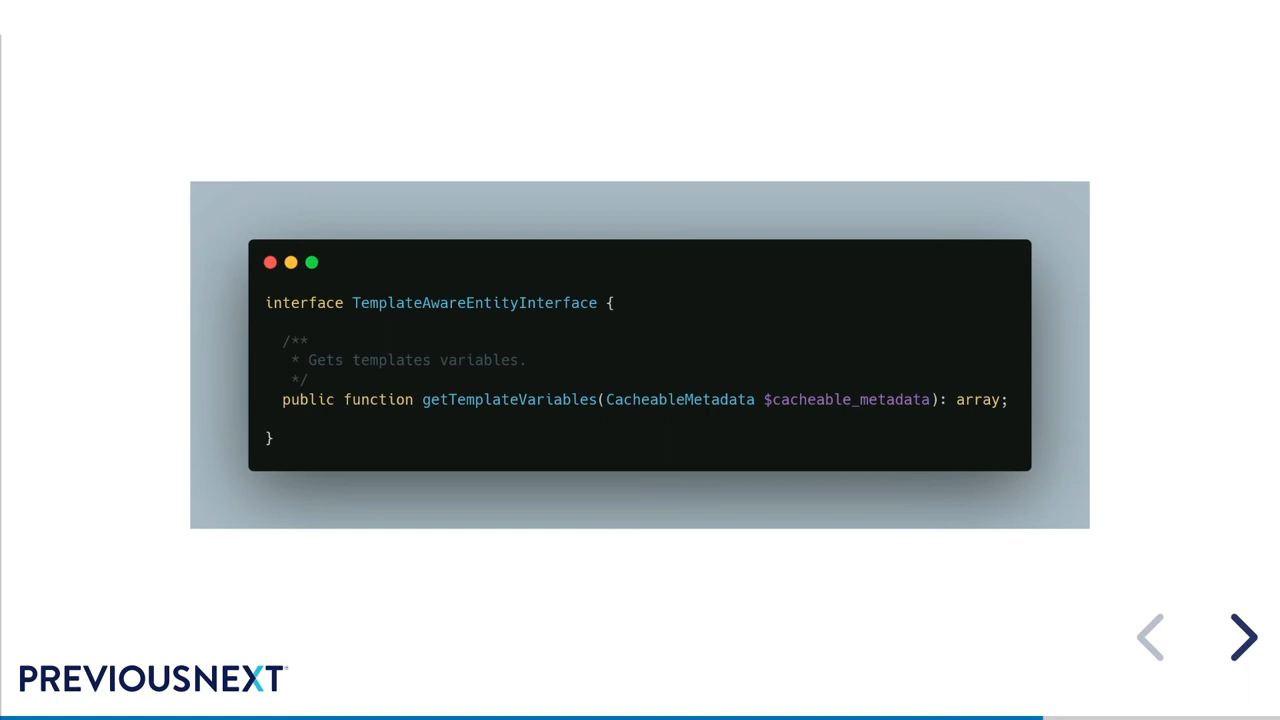 interface TemplateAwareEntityInterface {
/**
* Gets templates variables.
*/
public function getTemplateVariables(CacheableMetadata $cacheable_metadata): array;
}
PREVIOUSNEXT